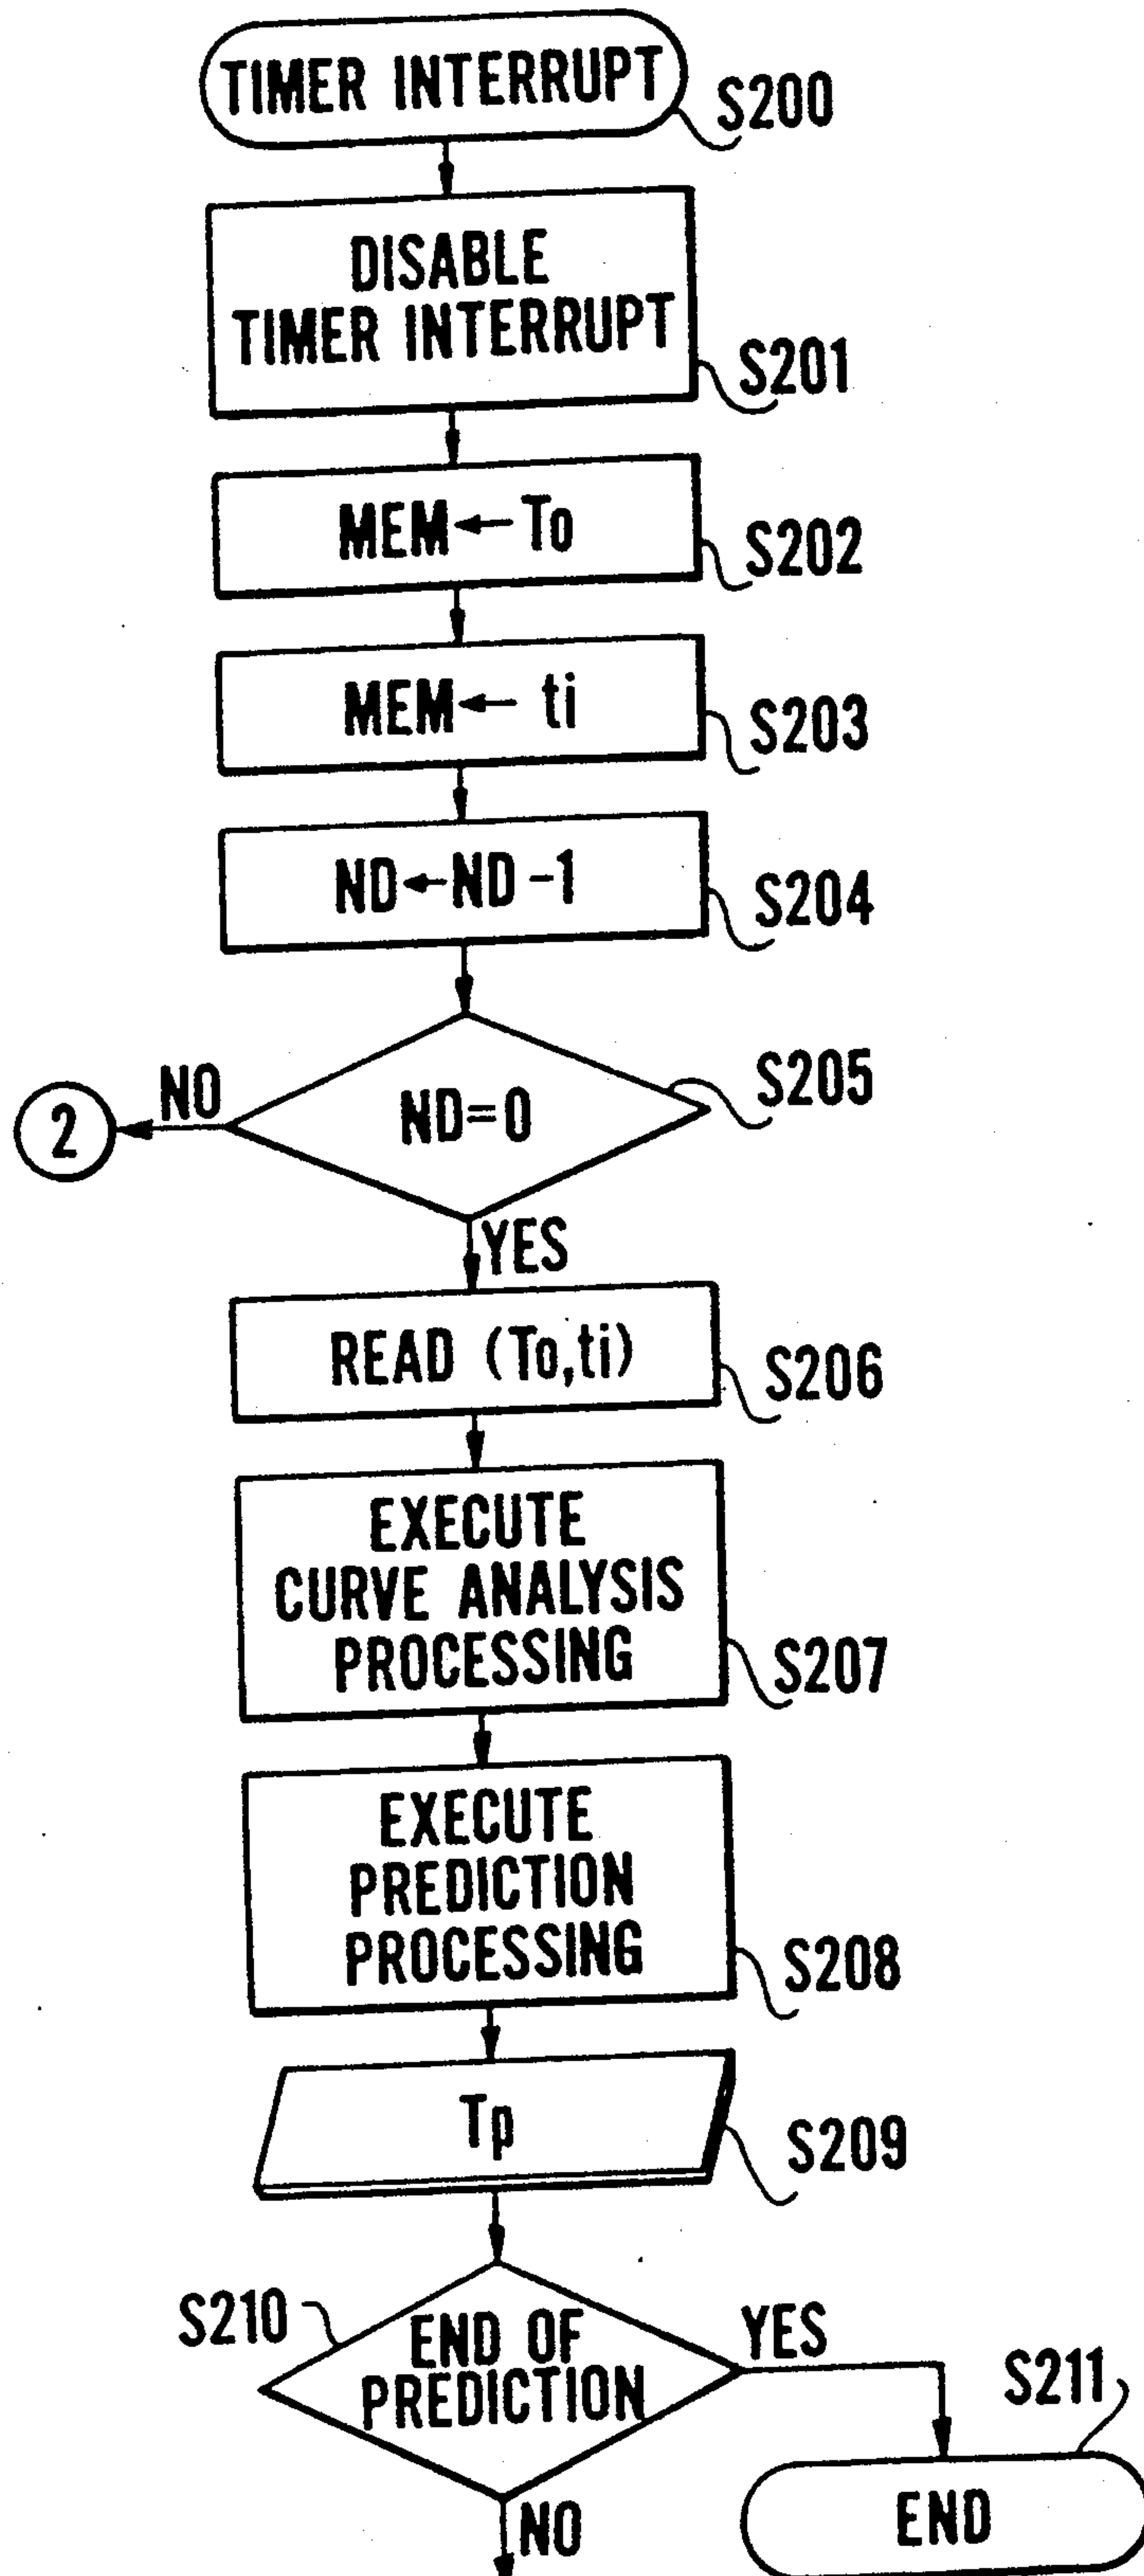 TIMER INTERRUPT
S200
DISABLE
TIMER INTERRUPT
S201
MEM ← To
S202
MEM ← ti
S203
ND ← ND -1
S204
ND=0
S205
NO
2
YES
READ (To,ti)
S206
EXECUTE
CURVE ANALYSIS
PROCESSING
S207
EXECUTE
PREDICTION
PROCESSING
S208
Tp
S209
S210
END OF
PREDICTION
YES
S211
END
NO